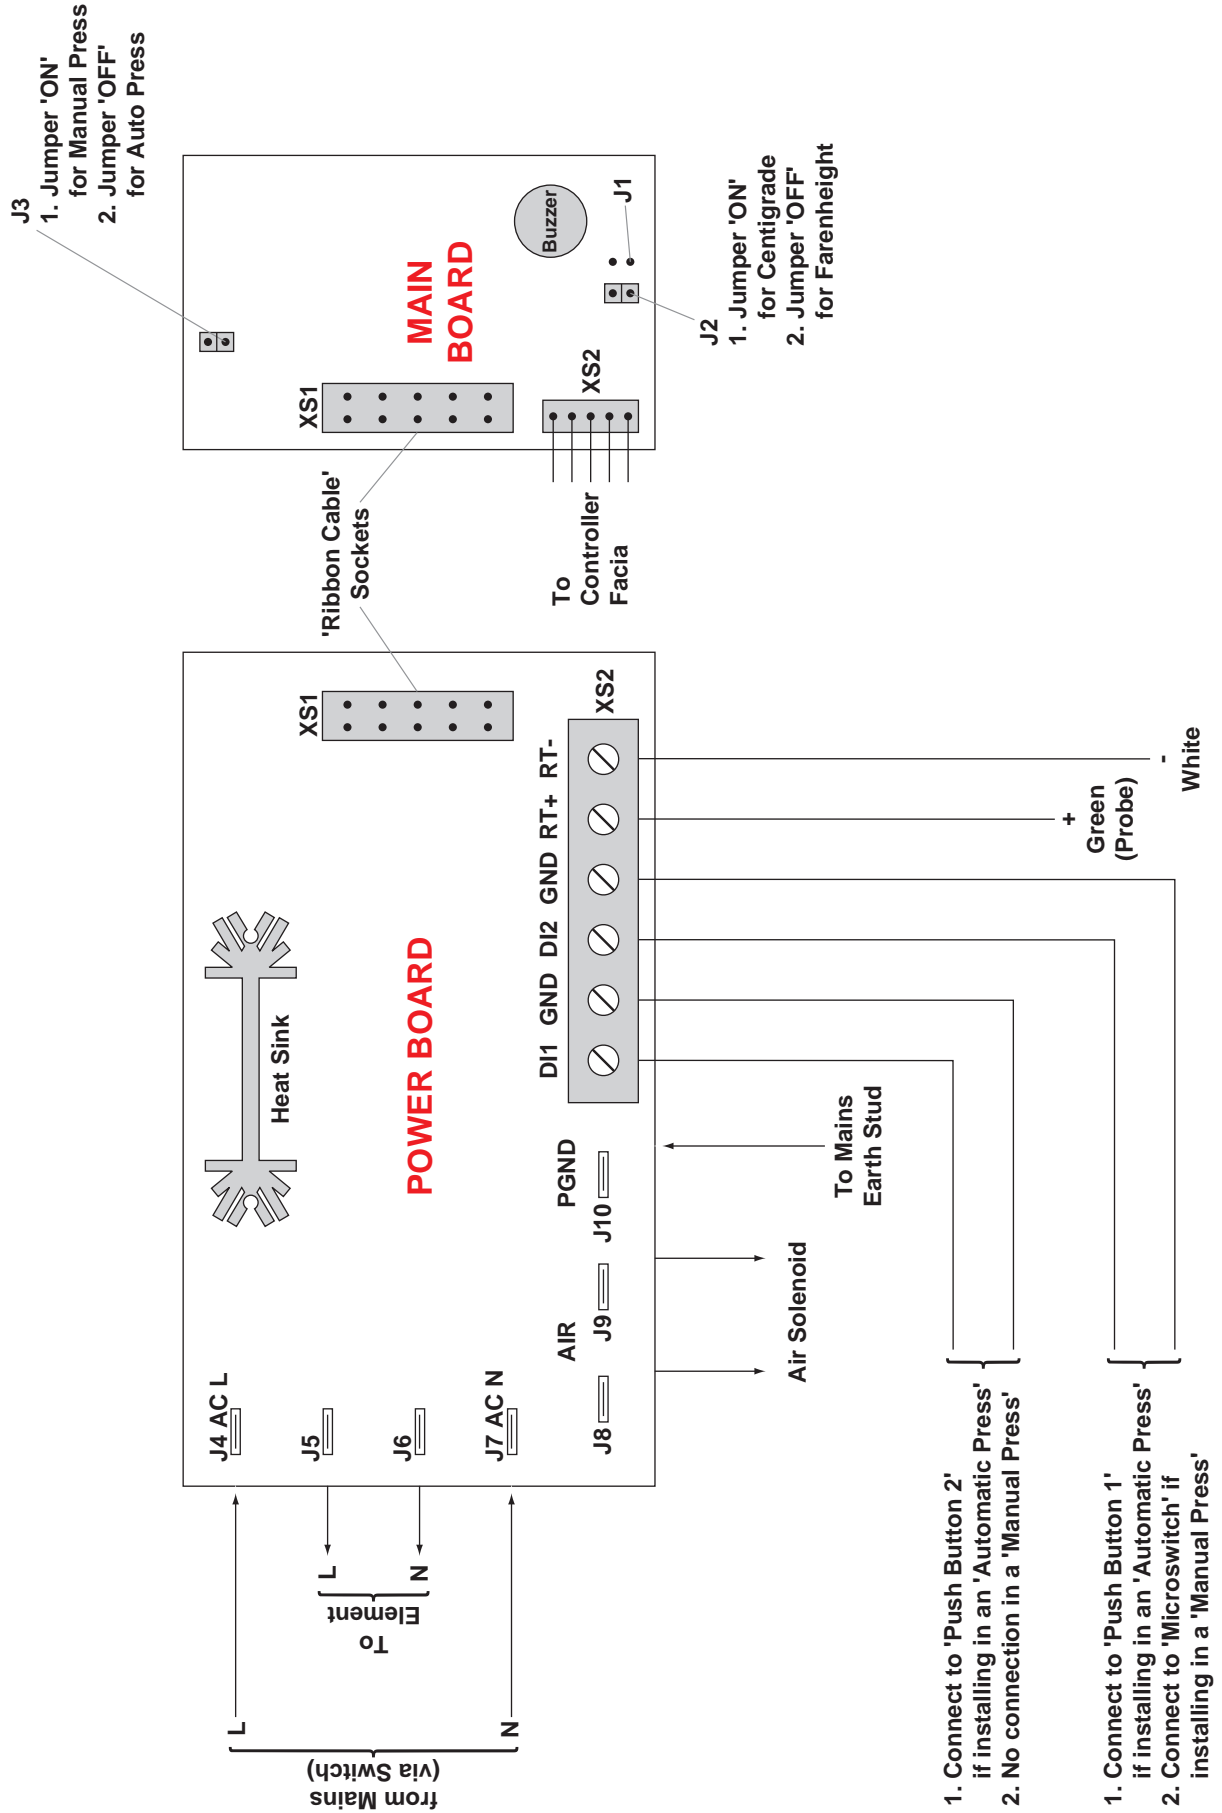 J3
1. Jumper 'ON'
for Manual Press
2. Jumper 'OFF'
for Auto Press
MAIN
BOARD
Buzzer
J1
J2
1. Jumper 'ON'
for Centigrade
2. Jumper 'OFF'
for Farenheight
XS1
XS2
To
Controller
Facia
'Ribbon Cable'
Sockets
XS1
Heat Sink
POWER BOARD
XS2
DI1
GND
DI2
GND
RT+
RT-
PGND
J10
AIR
J9
J8
J4 AC L
J5
J6
J7 AC N
L
N
To
Element
L
N
from Mains
(via Switch)
Air Solenoid
To Mains
Earth Stud
+
Green
(Probe)
-
White
1. Connect to 'Push Button 2'
if installing in an 'Automatic Press'
2. No connection in a 'Manual Press'
1. Connect to 'Push Button 1'
if installing in an 'Automatic Press'
2. Connect to 'Microswitch' if
installing in a 'Manual Press'